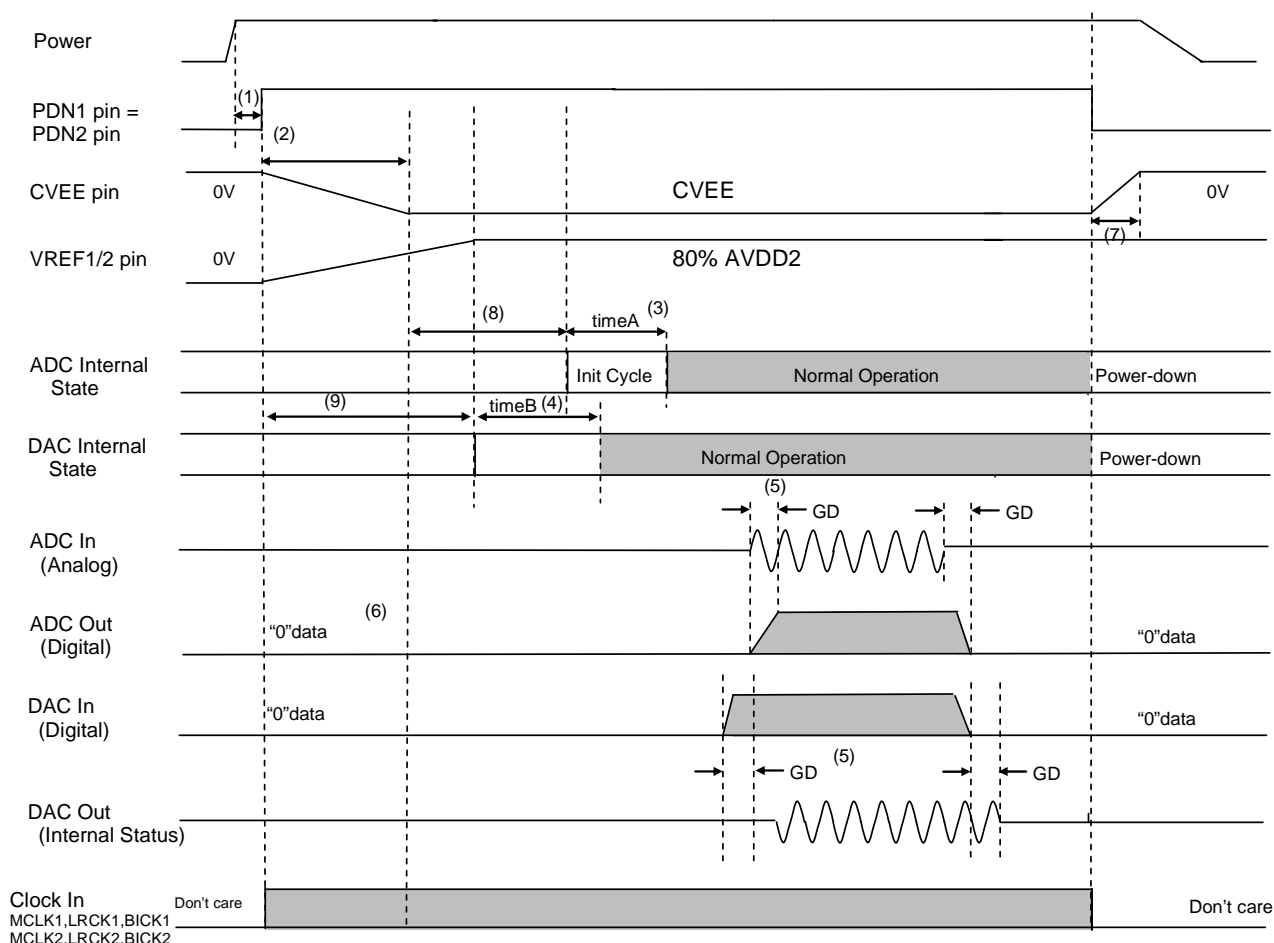 Power
(1)
PDN1 pin =
PDN2 pin
(2)
CVEE pin
0V
CVEE
0V
(7)
VREF1/2 pin
0V
80% AVDD2
(8)
(3)
timeA
ADC Internal
State
Init Cycle
Normal Operation
Power-down
(9)
timeB
(4)
DAC Internal
State
Normal Operation
Power-down
(5)
GD
GD
ADC In
(Analog)
(6)
ADC Out
(Digital)
“0”data
“0”data
DAC In
(Digital)
“0”data
“0”data
(5)
GD
GD
DAC Out
(Internal Status)
Clock In
Don’t care
Don’t care
MCLK1,LRCK1,BICK1
MCLK2,LRCK2,BICK2